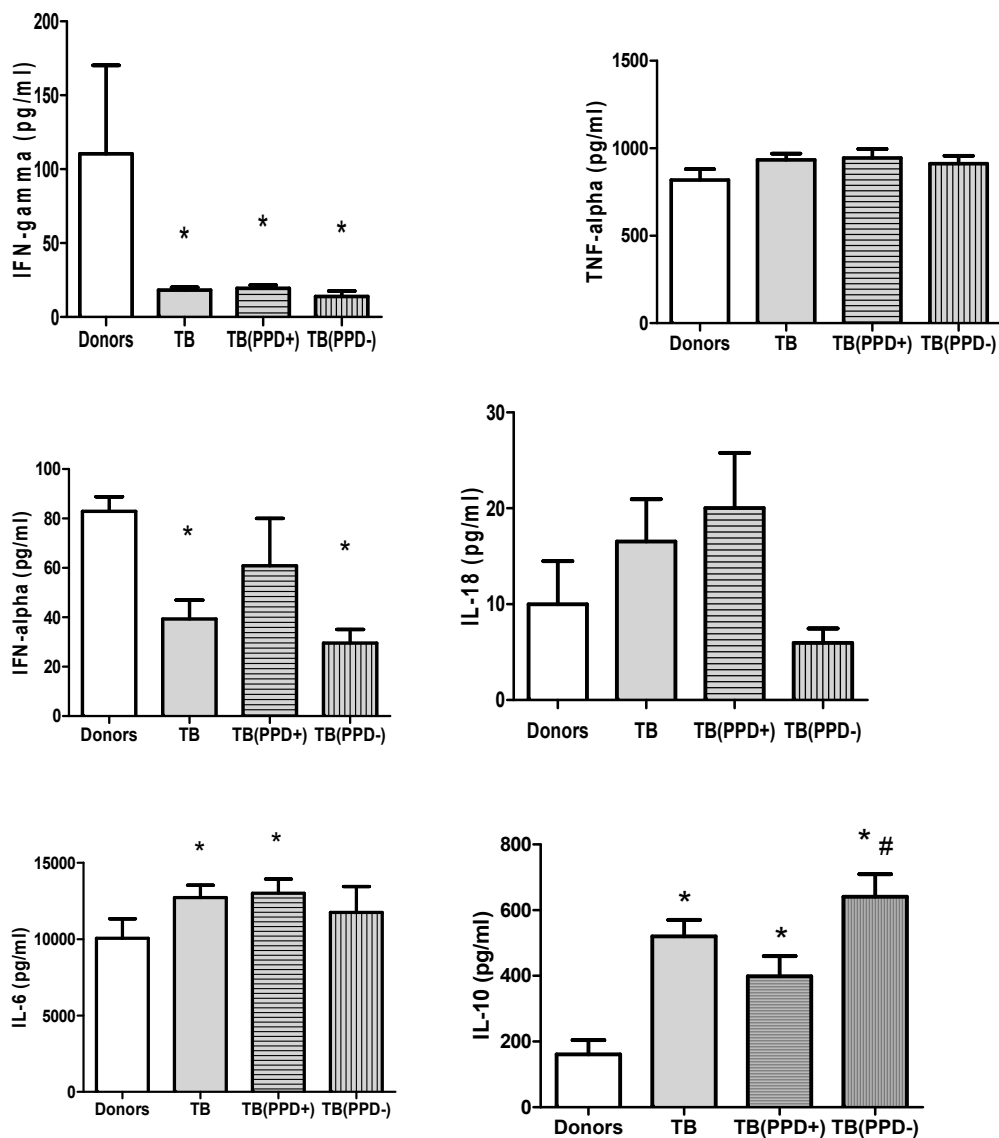 IFN-gamma (pg/ml)
200
150
100
50
0
* * *
Donors TB TB(PPD+) TB(PPD-)
TNF-alpha (pg/ml)
1500
1000
500
0
Donors TB TB(PPD+) TB(PPD-)
IFN-alpha (pg/ml)
100
80
60
40
20
0
* *
Donors TB TB(PPD+) TB(PPD-)
IL-18 (pg/ml)
30
20
10
0
Donors TB TB(PPD+) TB(PPD-)
IL-6 (pg/ml)
15000
10000
5000
0
* *
Donors TB TB(PPD+) TB(PPD-)
IL-10 (pg/ml)
800
600
400
200
0
* * * #
Donors TB TB(PPD+) TB(PPD-)